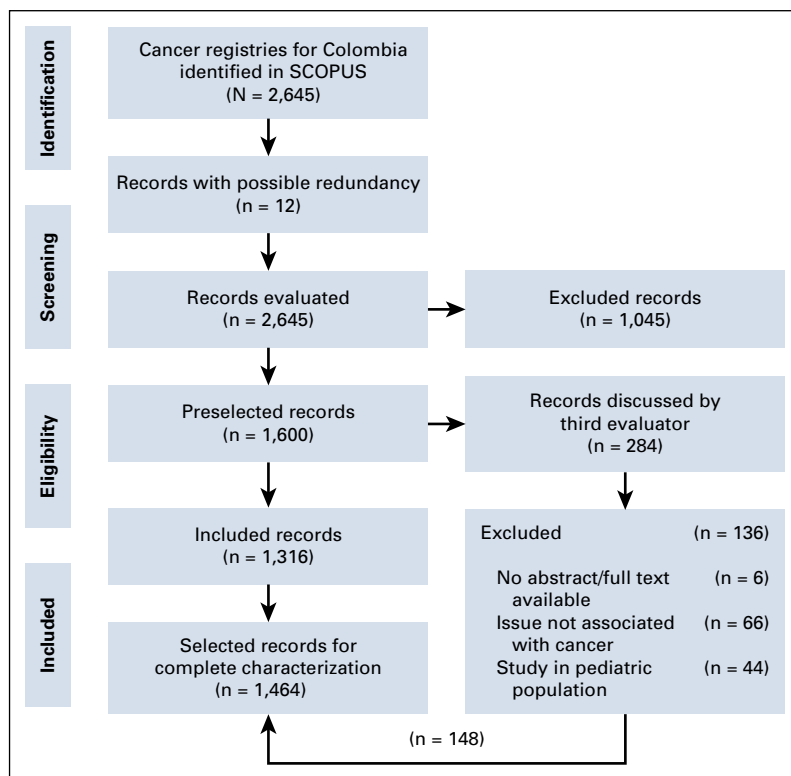 Identification
Cancer registries for Colombia
identified in SCOPUS
(N = 2,645)
Records with possible redundancy
(n = 12)
Screening
Records evaluated
(n = 2,645)
Excluded records
(n = 1,045)
Eligibility
Preselected records
(n = 1,600)
Records discussed by
third evaluator
(n = 284)
Included records
(n = 1,316)
Excluded (n = 136)
No abstract/full text (n = 6)
available
Issue not associated (n = 66)
with cancer
Study in pediatric (n = 44)
population
Included
Selected records for
complete characterization
(n = 1,464)
(n = 148)